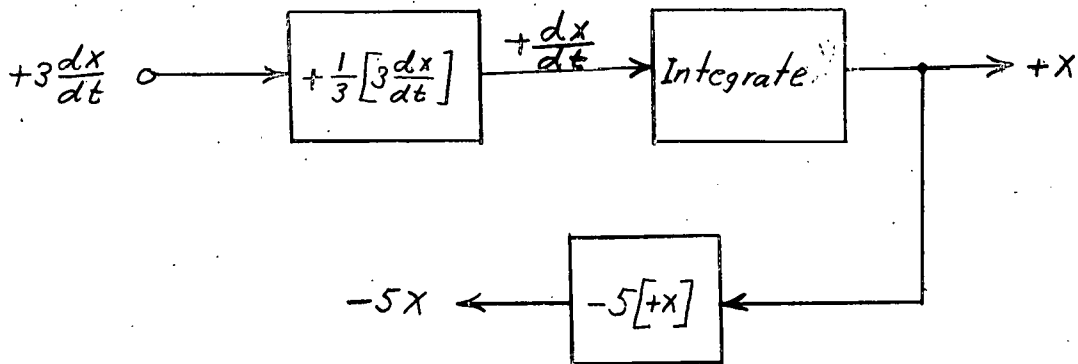 +3 dx/dt
+1/3 [3 dx/dt]
+dx/dt
Integrate
+X
-5X
-5[+X]